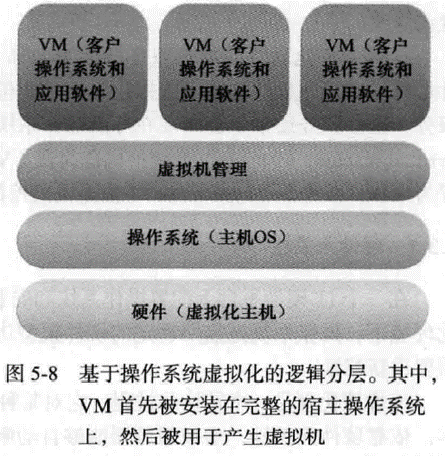 VM（客户 VM（客户 VM（客户
操作系统和 操作系统和 操作系统和
应用软件） 应用软件） 应用软件）
虚拟机管理
操作系统（主机OS）
硬件（虚拟化主机）
图 5-8 基于操作系统虚拟化的逻辑分层。其中，
VM 首先被安装在完整的宿主操作系统
上，然后被用于产生虚拟机